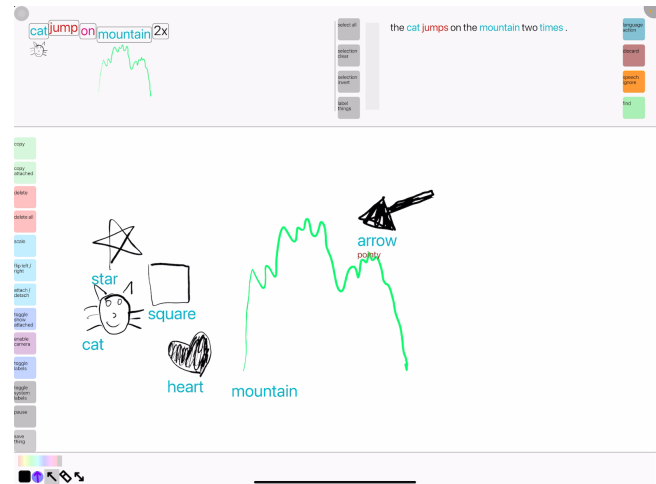 cat jump on mountain 2x
select all
selection clear
selection invert
label things
the cat jumps on the mountain two times .
language action
discard
speech ignore
find
copy
copy attached
delete
delete all
scale
flip left / right
attach / detach
toggle show attached
enable camera
toggle labels
toggle system labels
pause
save thing
star
square
cat
heart
mountain
arrow
pointy